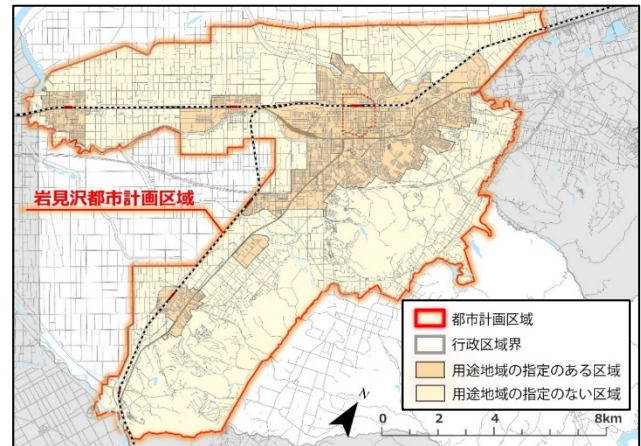 岩見沢都市計画区域
都市計画区域
行政区域界
用途地域の指定のある区域
用途地域の指定のない区域
N
0 2 4 8km